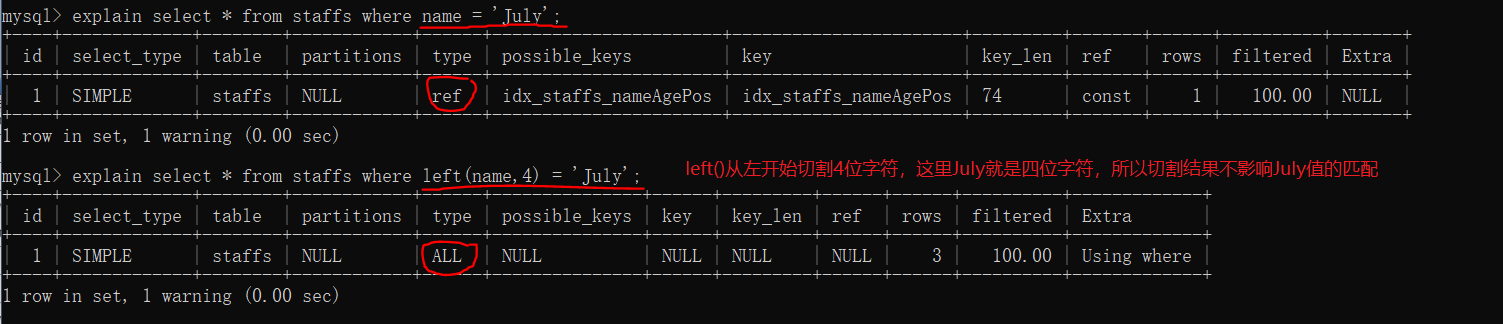 mysql> explain select * from staffs where name = 'July';
+----+-------------+--------+------------+------+-----------------------+-----------------------+---------+-------+------+----------+-------+
| id | select_type | table | partitions | type | possible_keys | key | key_len | ref | rows | filtered | Extra |
+----+-------------+--------+------------+------+-----------------------+-----------------------+---------+-------+------+----------+-------+
| 1 | SIMPLE | staffs | NULL | ref | idx_staffs_nameAgePos | idx_staffs_nameAgePos | 74 | const | 1 | 100.00 | NULL |
+----+-------------+--------+------------+------+-----------------------+-----------------------+---------+-------+------+----------+-------+
1 row in set, 1 warning (0.00 sec)
left()从左开始切割4位字符，这里July就是四位字符，所以切割结果不影响July值的匹配
mysql> explain select * from staffs where left(name,4) = 'July';
+----+-------------+--------+------------+------+---------------+------+---------+------+------+----------+-------------+
| id | select_type | table | partitions | type | possible_keys | key | key_len | ref | rows | filtered | Extra |
+----+-------------+--------+------------+------+---------------+------+---------+------+------+----------+-------------+
| 1 | SIMPLE | staffs | NULL | ALL | NULL | NULL | NULL | NULL | 3 | 100.00 | Using where |
+----+-------------+--------+------------+------+---------------+------+---------+------+------+----------+-------------+
1 row in set, 1 warning (0.00 sec)